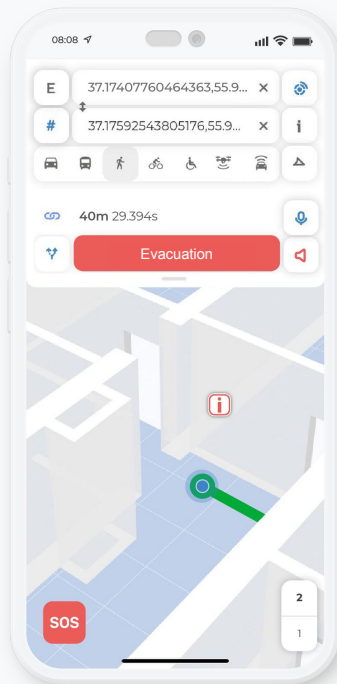 08:08
E
37.17407760464363,55.9...
#
37.17592543805176,55.9...
i
40m 29.394s
Evacuation
i
SOS
2
1